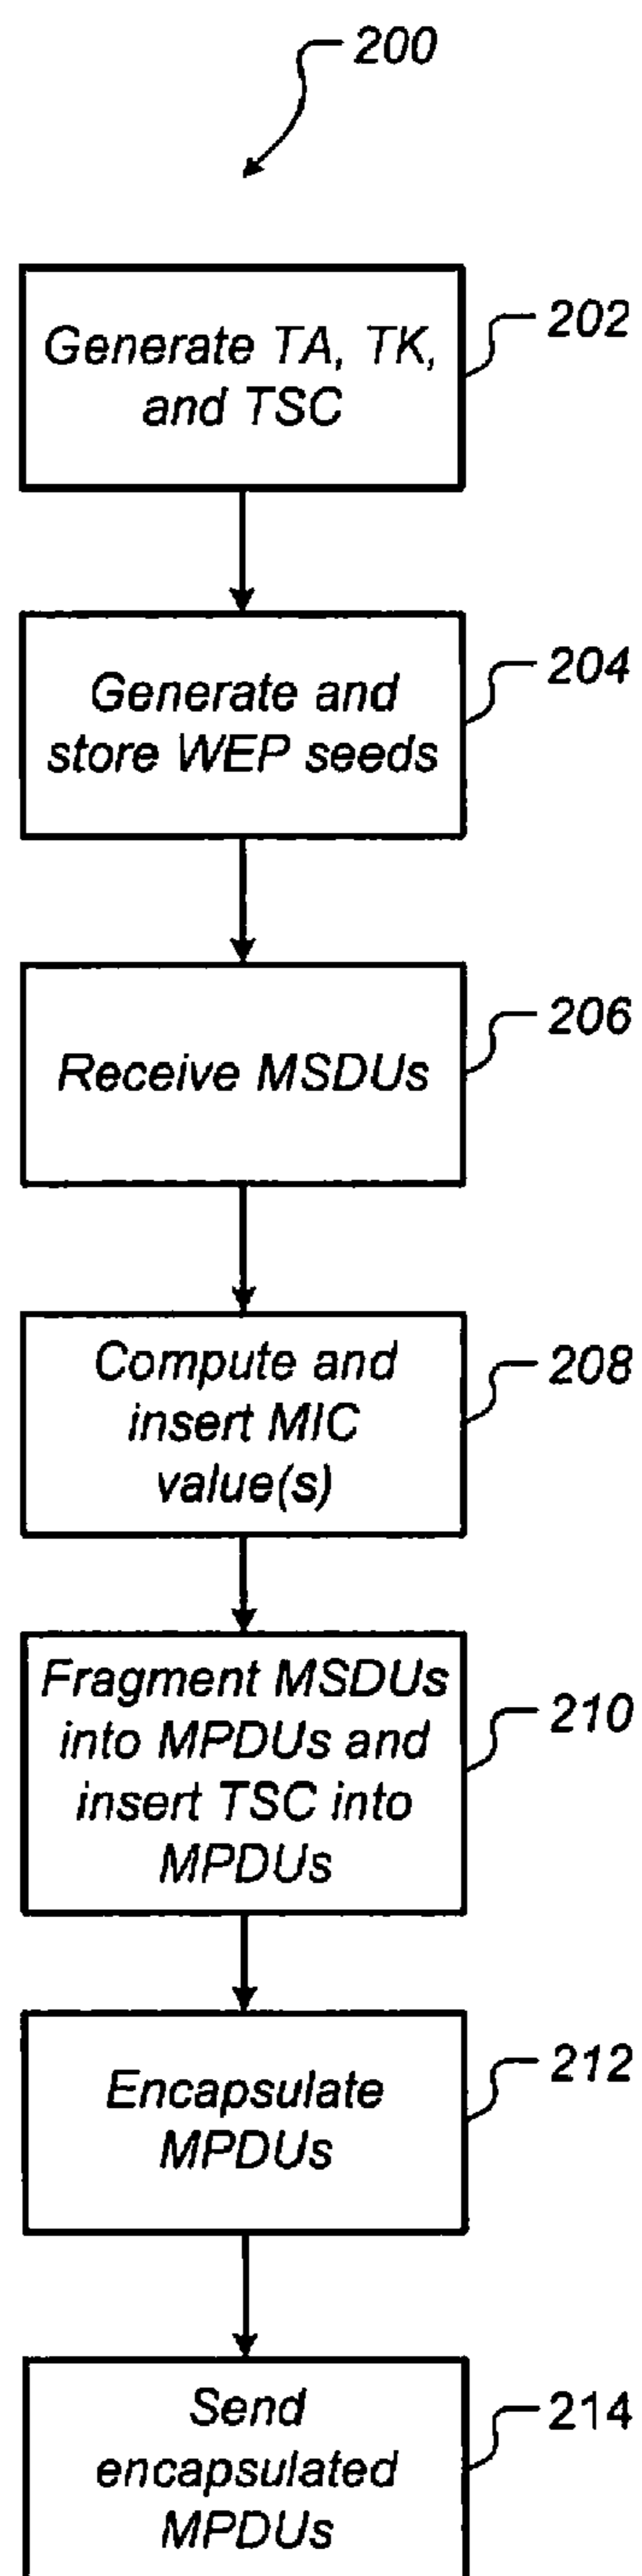 200
Generate TA, TK,
and TSC
202
Generate and
store WEP seeds
204
Receive MSDUs
206
Compute and
insert MIC
value(s)
208
Fragment MSDUs
into MPDUs and
insert TSC into
MPDUs
210
Encapsulate
MPDUs
212
Send
encapsulated
MPDUs
214